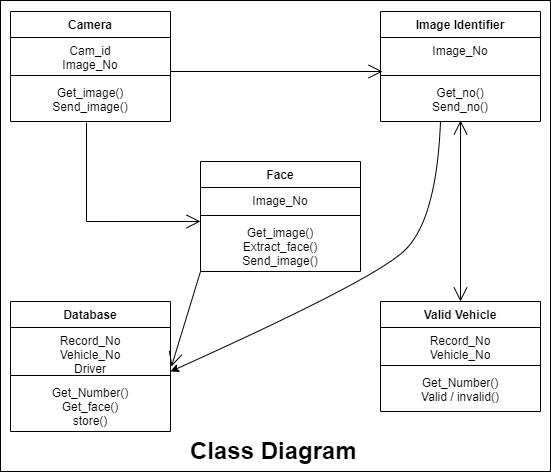 Camera
Cam_id
Image_No
Get_image()
Send_image()
Image Identifier
Image_No
Get_no()
Send_no()
Face
Image_No
Get_image()
Extract_face()
Send_image()
Database
Record_No
Vehicle_No
Driver
Get_Number()
Get_face()
store()
Valid Vehicle
Record_No
Vehicle_No
Get_Number()
Valid / invalid()
Class Diagram